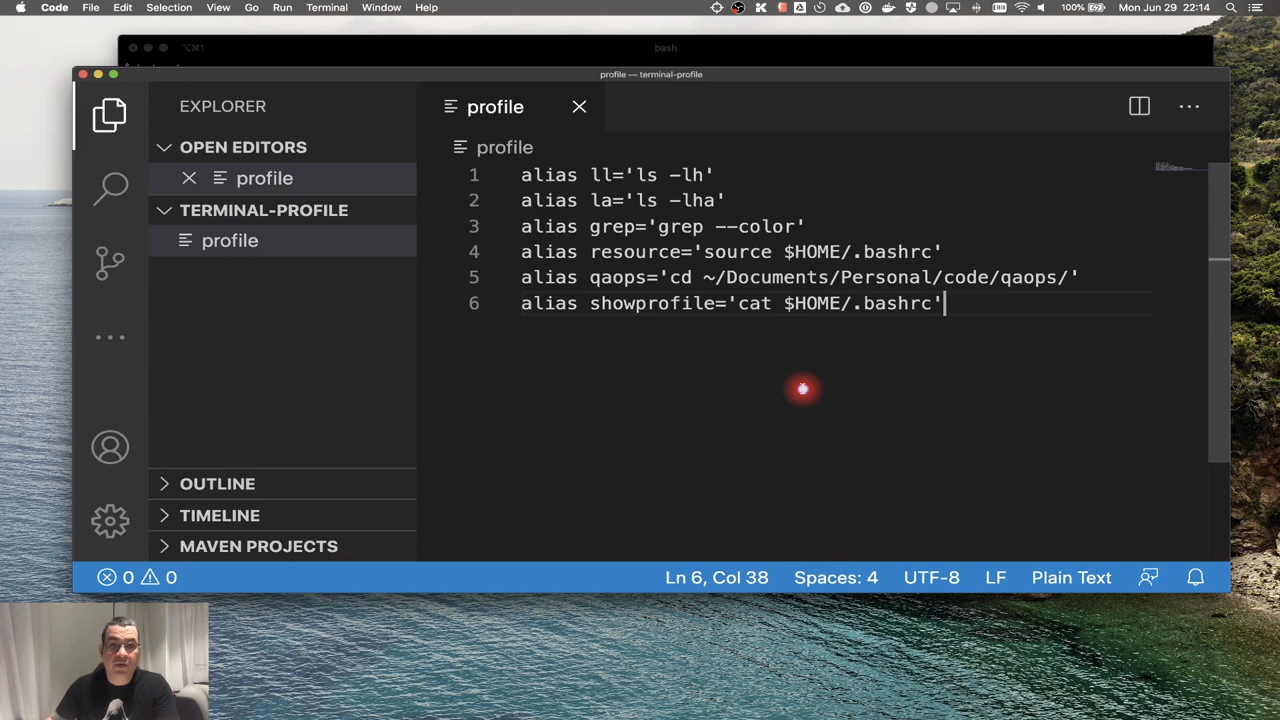 Code File Edit Selection View Go Run Terminal Window Help 100% Mon Jun 29 22:14
⌥⌘1 bash
profile — terminal-profile
EXPLORER
profile
OPEN EDITORS
profile
profile
TERMINAL-PROFILE
profile
1 alias ll='ls -lh'
2 alias la='ls -lha'
3 alias grep='grep --color'
4 alias resource='source $HOME/.bashrc'
5 alias qaops='cd ~/Documents/Personal/code/qaops/'
6 alias showprofile='cat $HOME/.bashrc'
OUTLINE
TIMELINE
MAVEN PROJECTS
0 0 Ln 6, Col 38 Spaces: 4 UTF-8 LF Plain Text